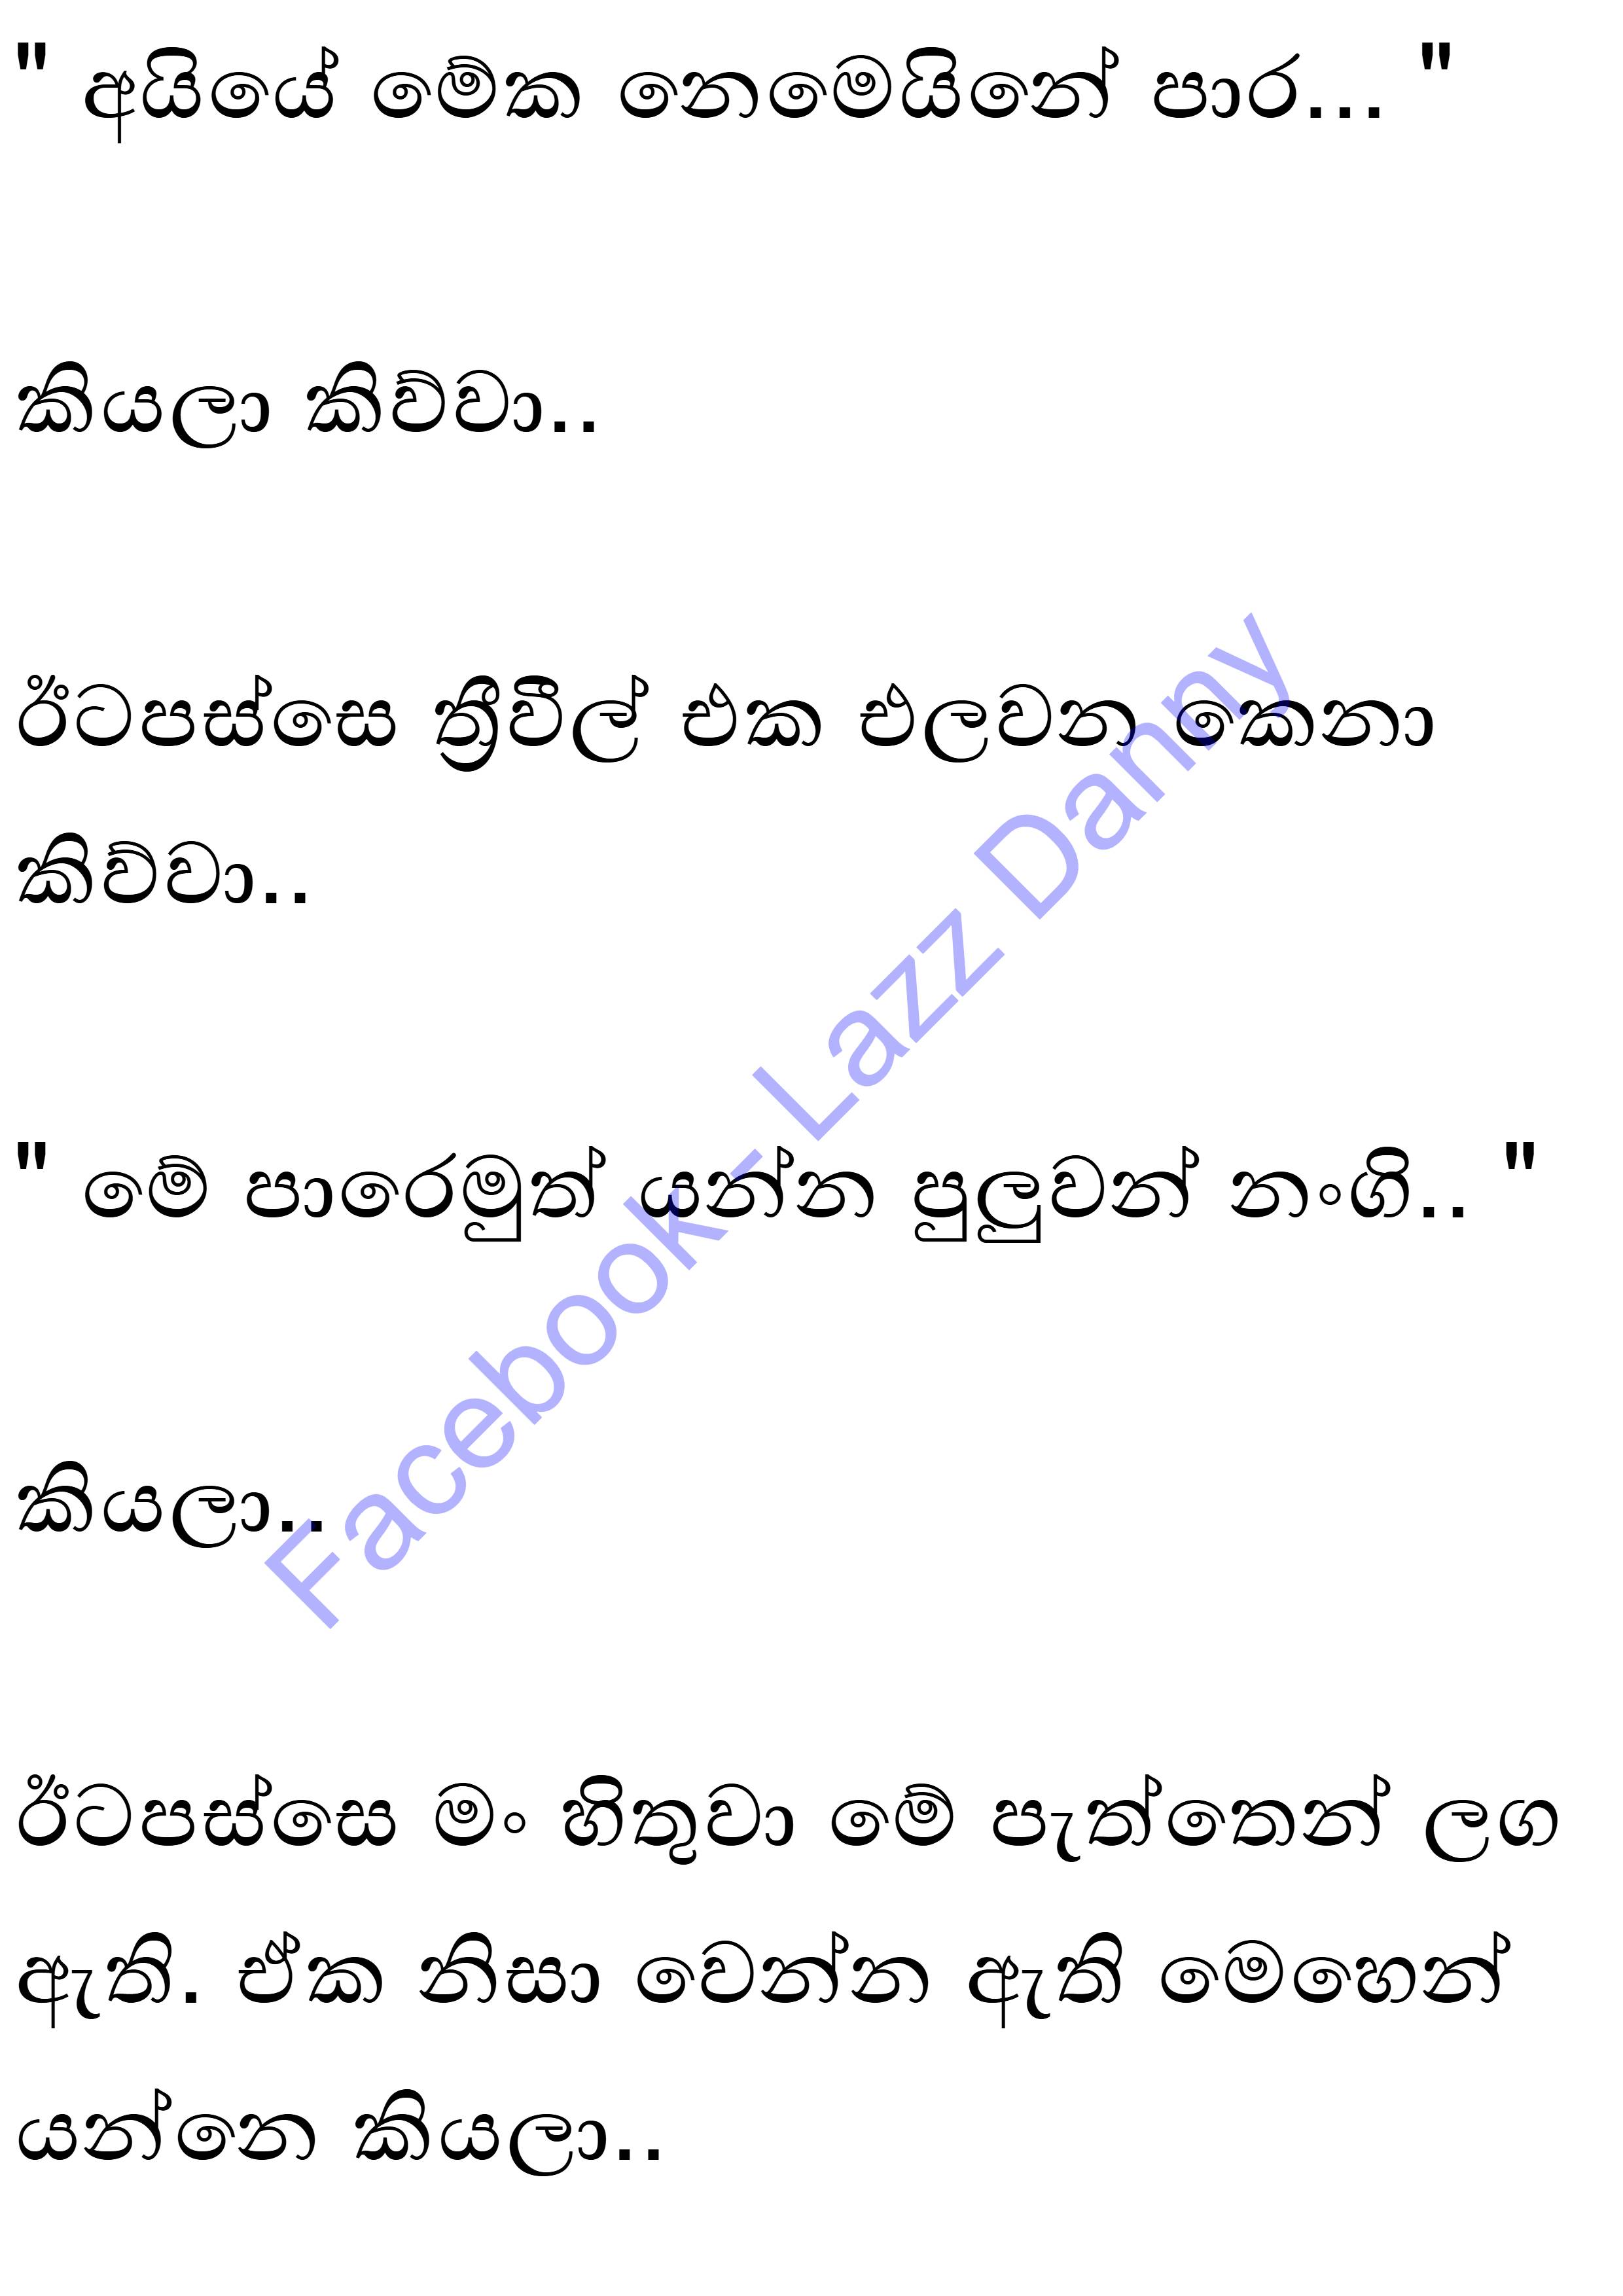 " අයියේ මේක නෙමෙයිනේ පාර... "
කියලා කිව්වා..
ඊටපස්සෙ ත්‍රීවීල් එක එලවන කෙනා
කිව්වා..
" මේ පාරෙමුත් යන්න පුලුවන් නංගි.. "
කියලා..
ඊටපස්සෙ මං හිතුවා මේ පැත්තෙන් ලග
ඇති. ඒක නිසා වෙන්න ඇති මෙහෙන්
යන්නෙ කියලා..
Facebook- Lazz Danny